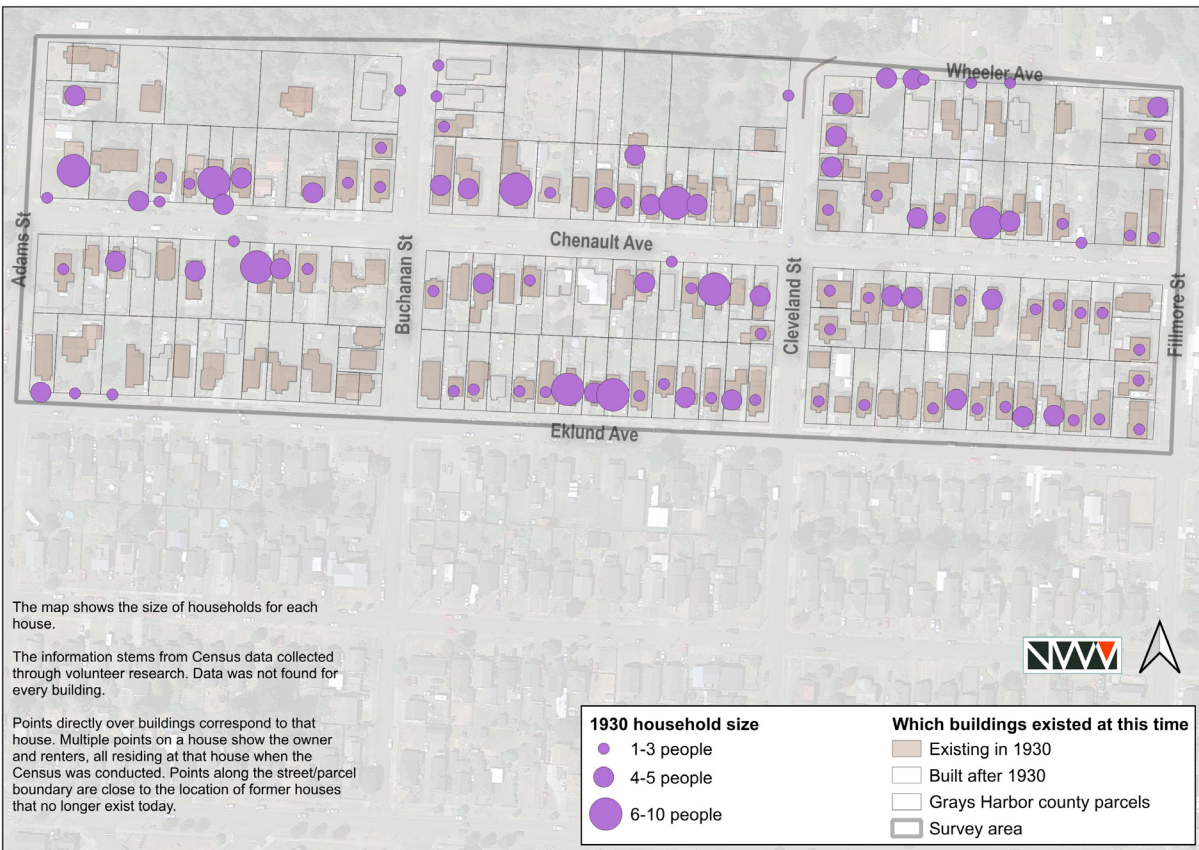 Wheeler Ave
Adams St
Chenault Ave
Buchanan St
Cleveland St
Fillmore St
Eklund Ave
The map shows the size of households for each
house.
The information stems from Census data collected
through volunteer research. Data was not found for
every building.
Points directly over buildings correspond to that
house. Multiple points on a house show the owner
and renters, all residing at that house when the
Census was conducted. Points along the street/parcel
boundary are close to the location of former houses
that no longer exist today.
NWV
1930 household size
1-3 people
4-5 people
6-10 people
Which buildings existed at this time
Existing in 1930
Built after 1930
Grays Harbor county parcels
Survey area